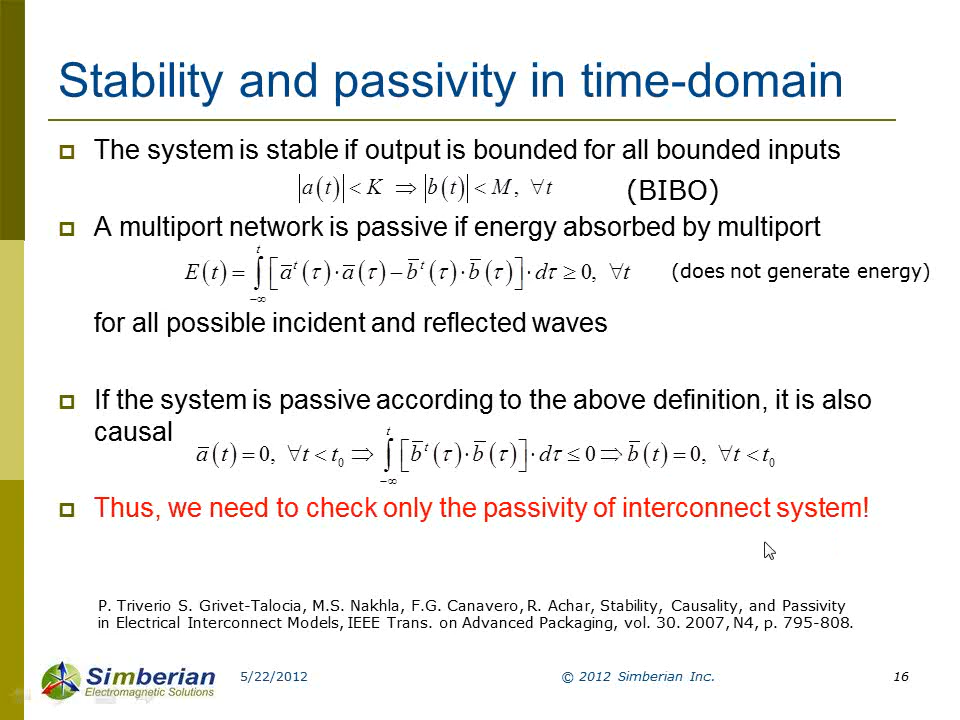 Stability and passivity in time-domain
The system is stable if output is bounded for all bounded inputs
|a(t)| < K ⇒ |b(t)| < M, ∀t (BIBO)
A multiport network is passive if energy absorbed by multiport
E(t) = ∫_{-∞}^{t} [a̅ᵗ(τ)·a̅(τ) − b̅ᵗ(τ)·b̅(τ)]·dτ ≥ 0, ∀t (does not generate energy)
for all possible incident and reflected waves
If the system is passive according to the above definition, it is also
causal
a̅(t) = 0, ∀t < t₀ ⇒ ∫_{-∞}^{t} [b̅ᵗ(τ)·b̅(τ)]·dτ ≤ 0 ⇒ b̅(t) = 0, ∀t < t₀
Thus, we need to check only the passivity of interconnect system!
P. Triverio S. Grivet-Talocia, M.S. Nakhla, F.G. Canavero, R. Achar, Stability, Causality, and Passivity
in Electrical Interconnect Models, IEEE Trans. on Advanced Packaging, vol. 30. 2007, N4, p. 795-808.
Simberian
Electromagnetic Solutions
5/22/2012
© 2012 Simberian Inc.
16